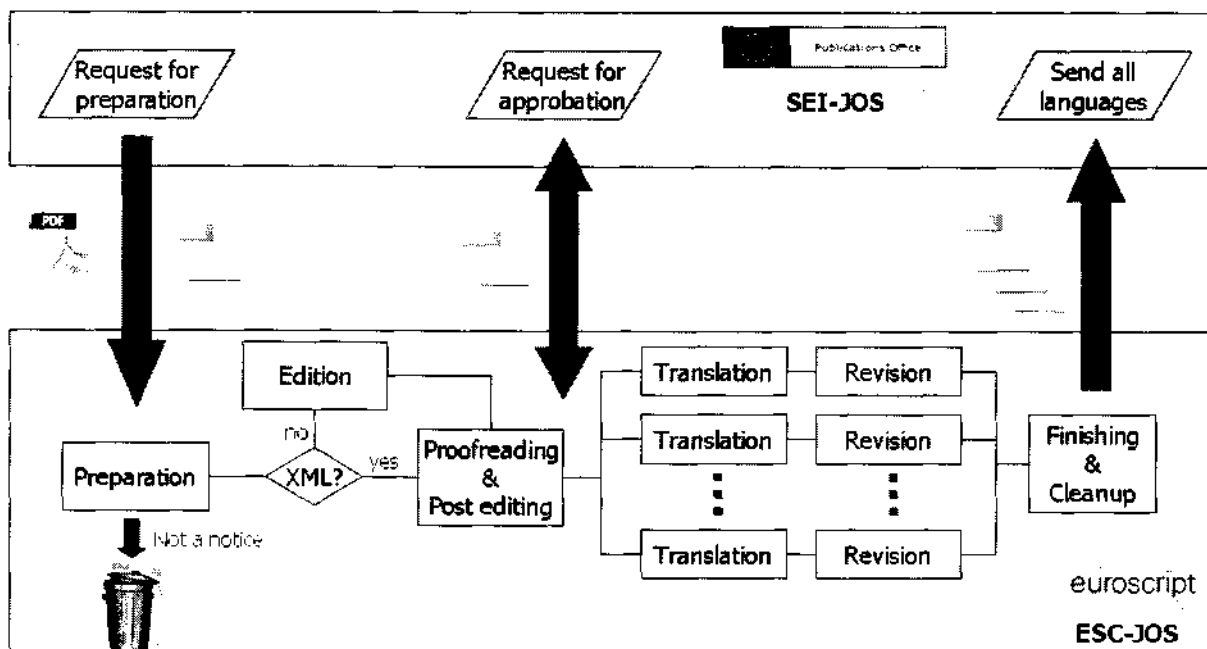 Request for
preparation
Request for
approbation
Publications Office
SEI-JOS
Send all
languages
PDF
Edition
no
Preparation
XML?
yes
Proofreading
&
Post editing
Translation
Revision
Translation
Revision
Translation
Revision
Finishing
&
Cleanup
Not a notice
euroscript
ESC-JOS